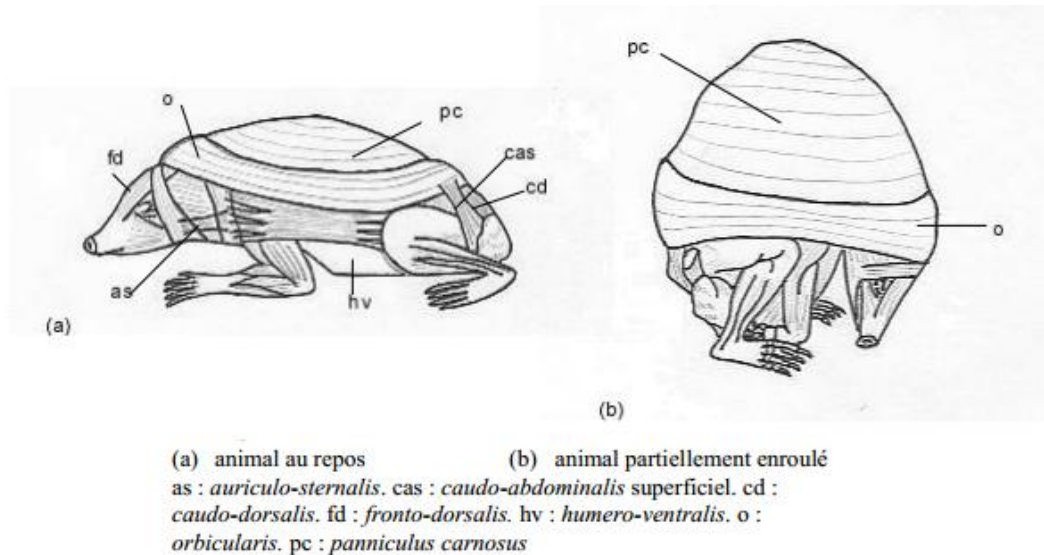 o
pc
fd
cas
cd
as
hv
(a)
pc
o
(b)
(a) animal au repos (b) animal partiellement enroulé
as : auriculo-sternalis. cas : caudo-abdominalis superficiel. cd :
caudo-dorsalis. fd : fronto-dorsalis. hv : humero-ventralis. o :
orbicularis. pc : panniculus carnosus